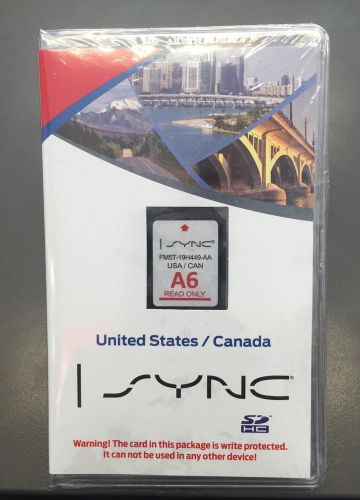 SYNC®
FM5T-19H449-AA
USA / CAN
A6
READ ONLY
United States / Canada
SYNC®
SD
HC
Warning! The card in this package is write protected.
It can not be used in any other device!